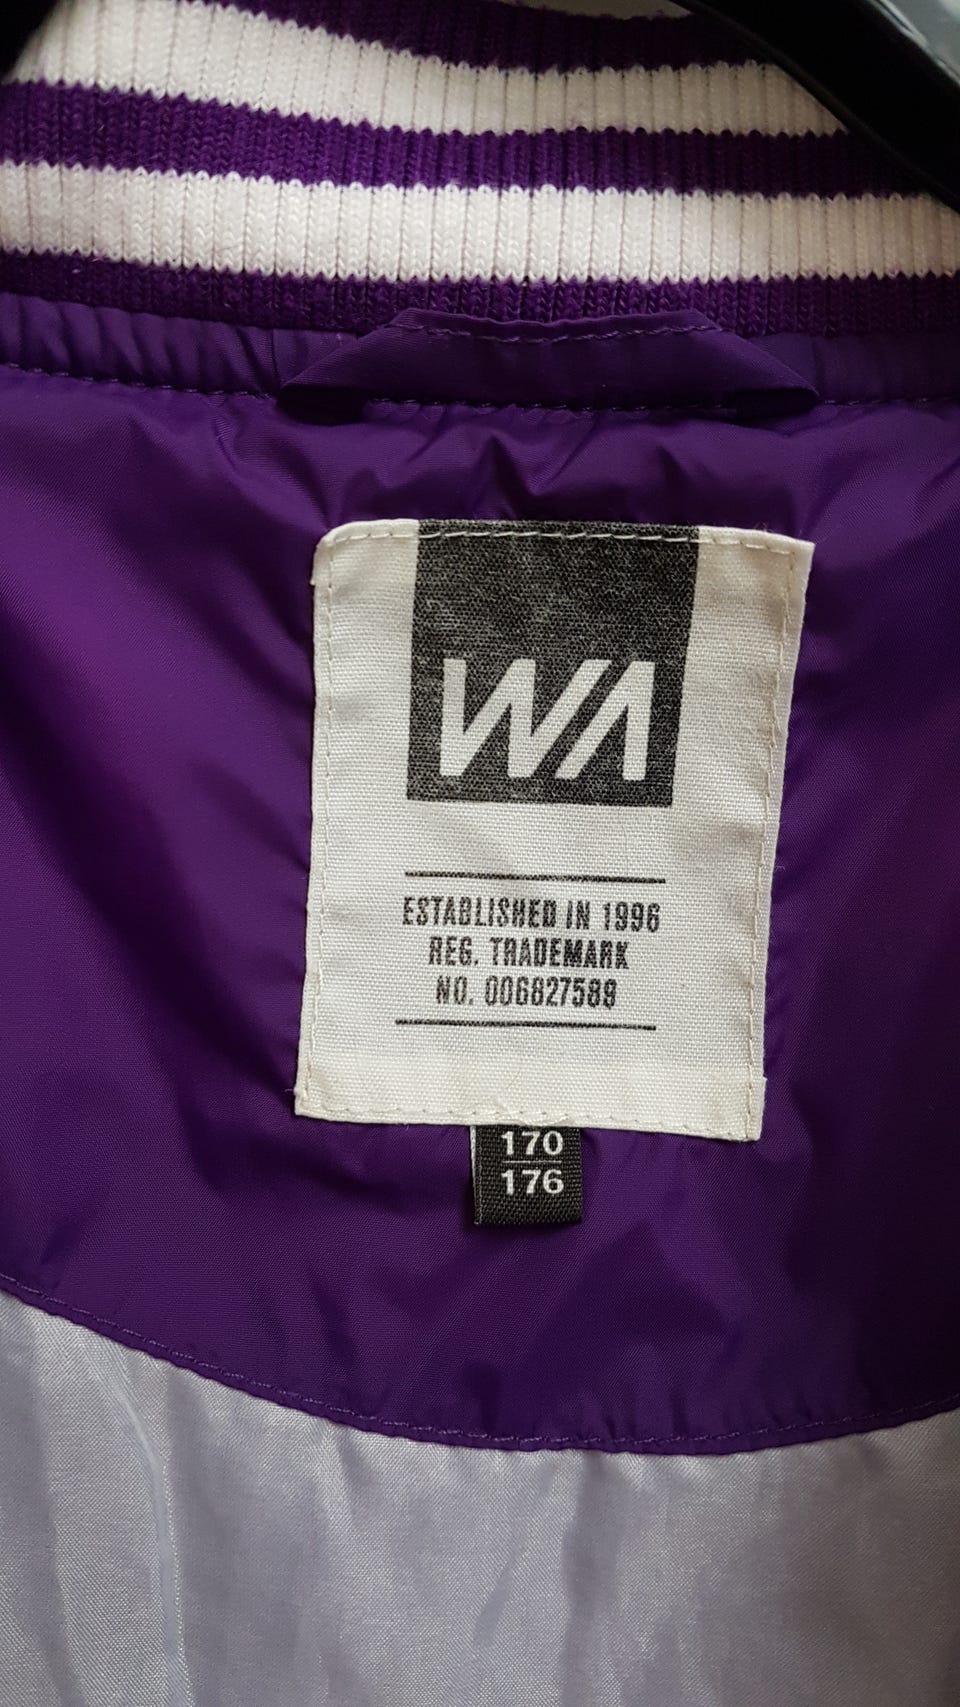 WA
ESTABLISHED IN 1996
REG. TRADEMARK
NO. 006827589
170
176